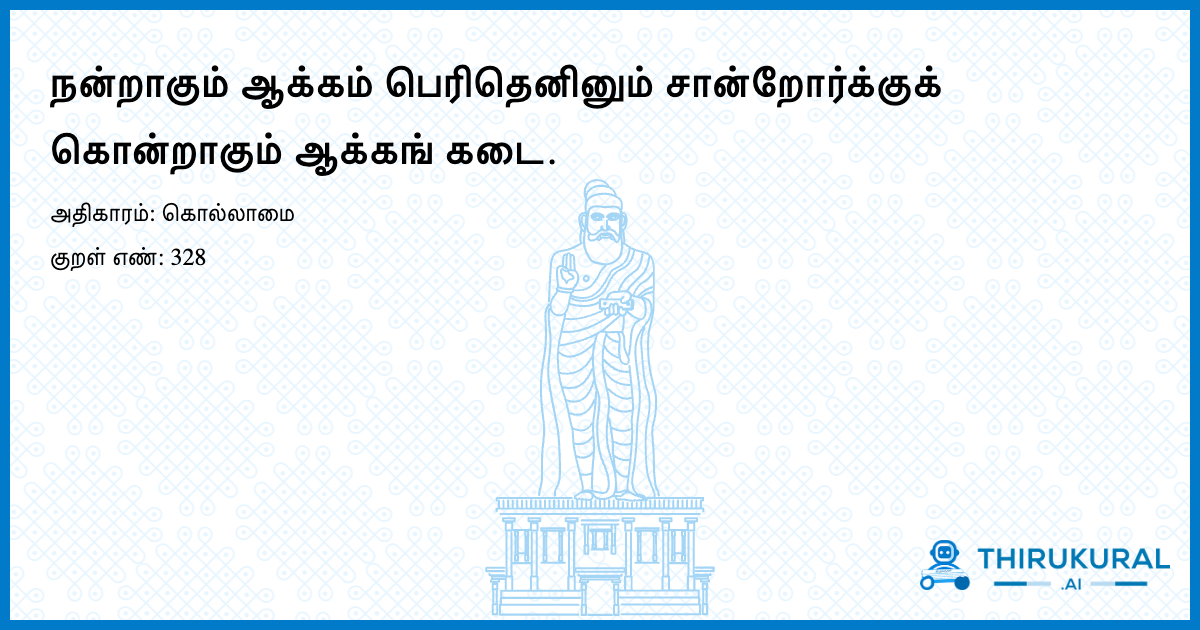 நன்றாகும் ஆக்கம் பெரிதெனினும் சான்றோர்க்குக்
கொன்றாகும் ஆக்கங் கடை.
அதிகாரம்: கொல்லாமை
குறள் எண்: 328
THIRUKURAL
.AI